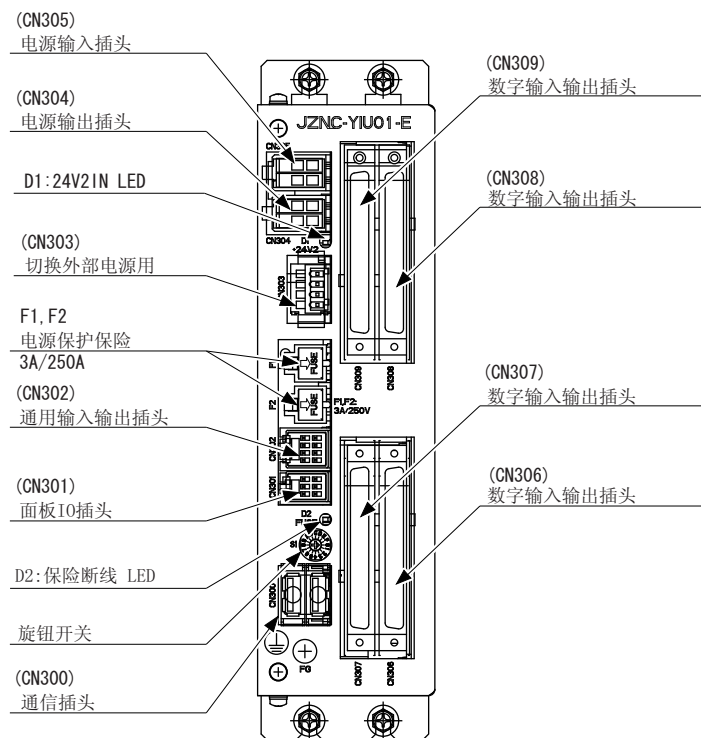 (CN305)
电源输入插头
(CN304)
电源输出插头
D1:24V2IN LED
(CN303)
切换外部电源用
F1,F2
电源保护保险
3A/250A
(CN302)
通用输入输出插头
(CN301)
面板IO插头
D2:保险断线 LED
旋钮开关
(CN300)
通信插头
JZNC-YIU01-E
CN304
+24V2
CN303
FUSE
F2
FUSE
F1,F2:
3A/250V
CN301
D2
CN300
FG
CN309
CN308
CN307
CN306
(CN309)
数字输入输出插头
(CN308)
数字输入输出插头
(CN307)
数字输入输出插头
(CN306)
数字输入输出插头